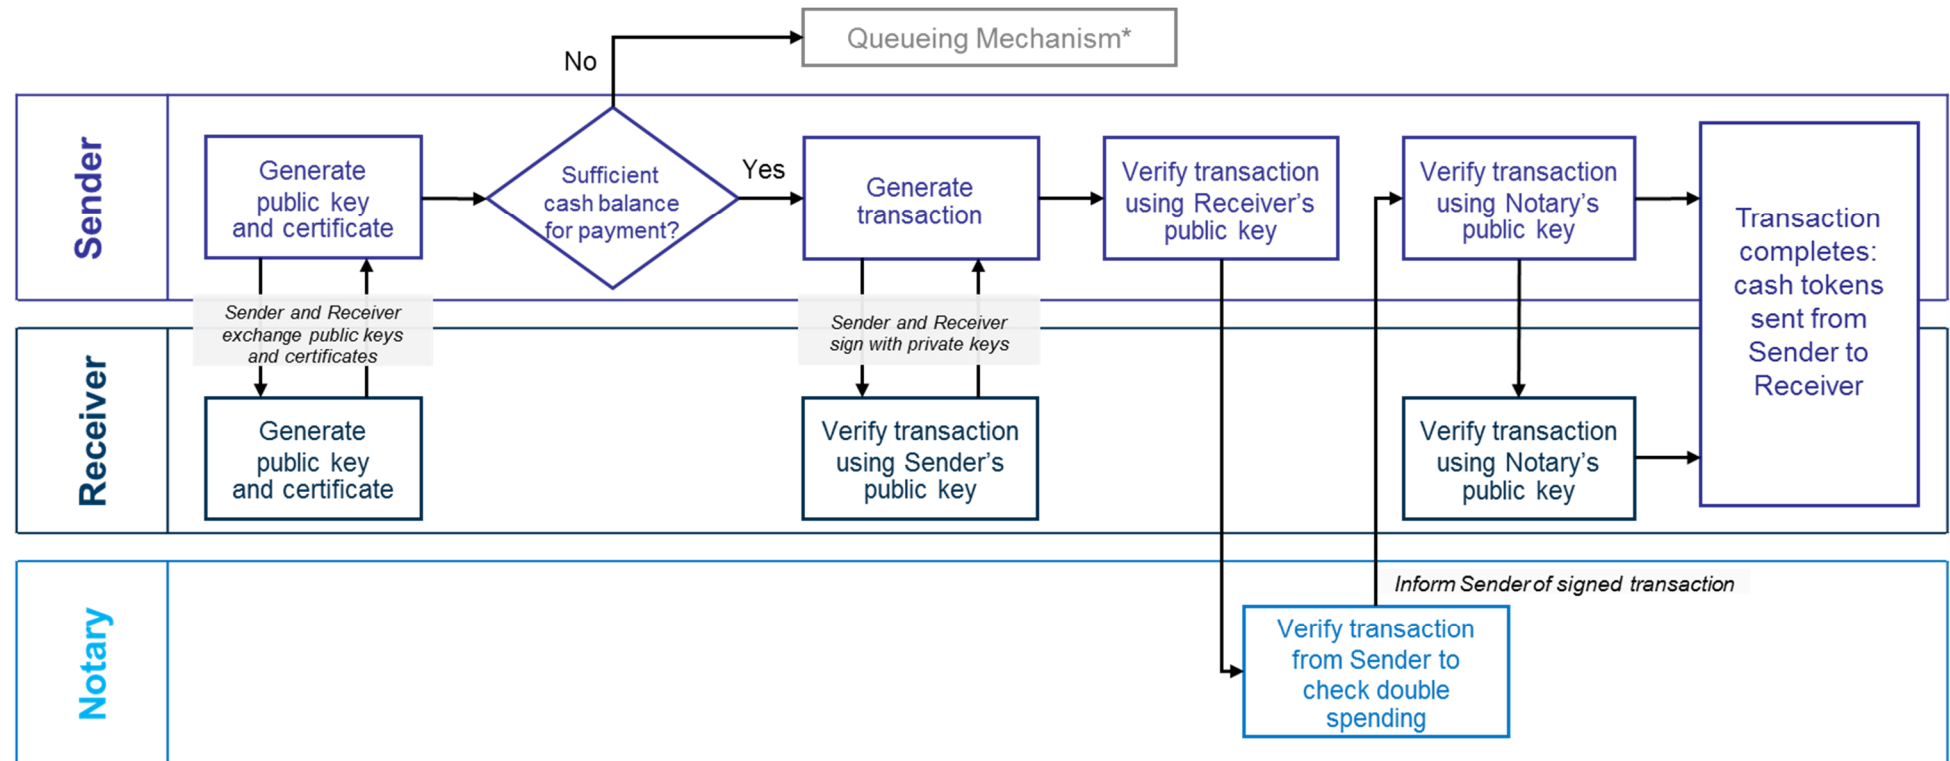 Queueing Mechanism*
No
Sender
Generate
public key
and certificate
Sufficient
cash balance
for payment?
Yes
Generate
transaction
Verify transaction
using Receiver's
public key
Verify transaction
using Notary's
public key
Transaction
completes:
cash tokens
sent from
Sender to
Receiver
Sender and Receiver
exchange public keys
and certificates
Sender and Receiver
sign with private keys
Receiver
Generate
public key
and certificate
Verify transaction
using Sender's
public key
Verify transaction
using Notary's
public key
Notary
Inform Sender of signed transaction
Verify transaction
from Sender to
check double
spending